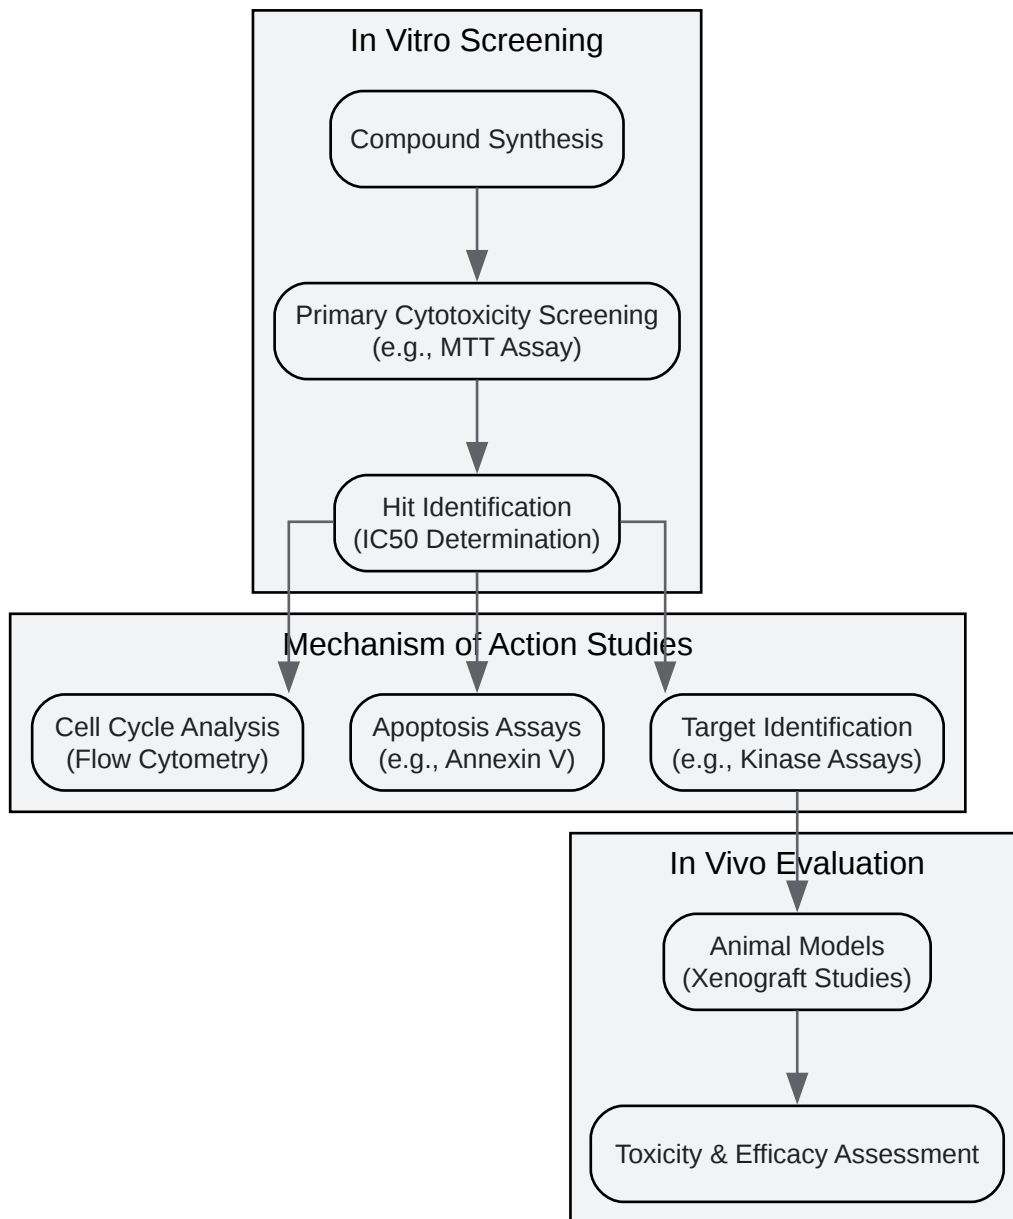 In Vitro Screening
Compound Synthesis
Primary Cytotoxicity Screening
(e.g., MTT Assay)
Hit Identification
(IC50 Determination)
Mechanism of Action Studies
Cell Cycle Analysis
(Flow Cytometry)
Apoptosis Assays
(e.g., Annexin V)
Target Identification
(e.g., Kinase Assays)
In Vivo Evaluation
Animal Models
(Xenograft Studies)
Toxicity & Efficacy Assessment